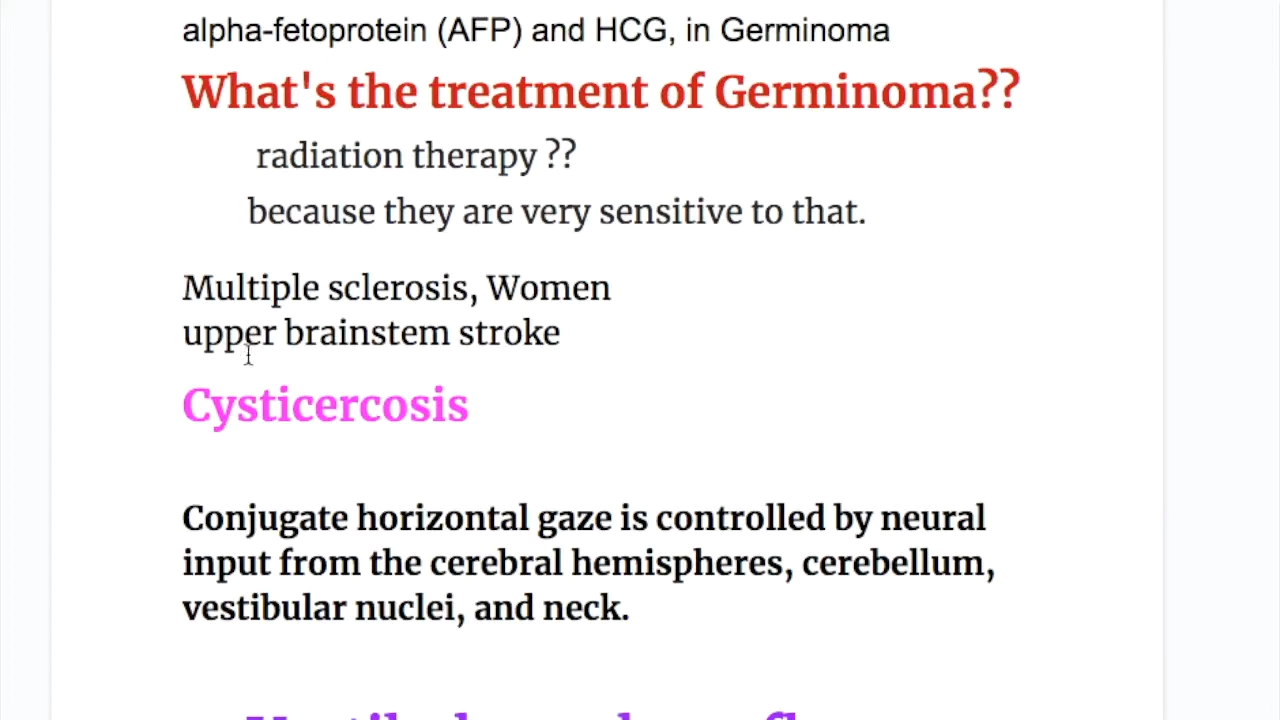 alpha-fetoprotein (AFP) and HCG, in Germinoma
What's the treatment of Germinoma??
radiation therapy ??
because they are very sensitive to that.
Multiple sclerosis, Women
upper brainstem stroke
Cysticercosis
Conjugate horizontal gaze is controlled by neural
input from the cerebral hemispheres, cerebellum,
vestibular nuclei, and neck.